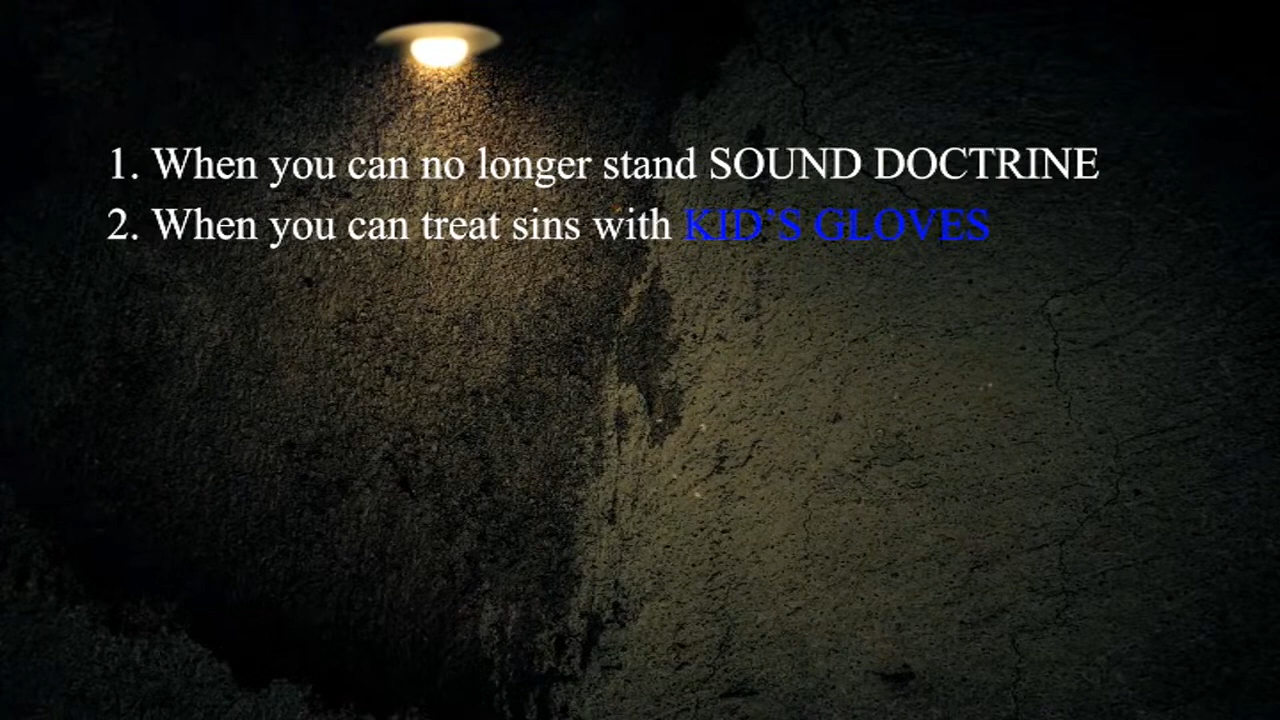 1. When you can no longer stand SOUND DOCTRINE
2. When you can treat sins with KID’S GLOVES